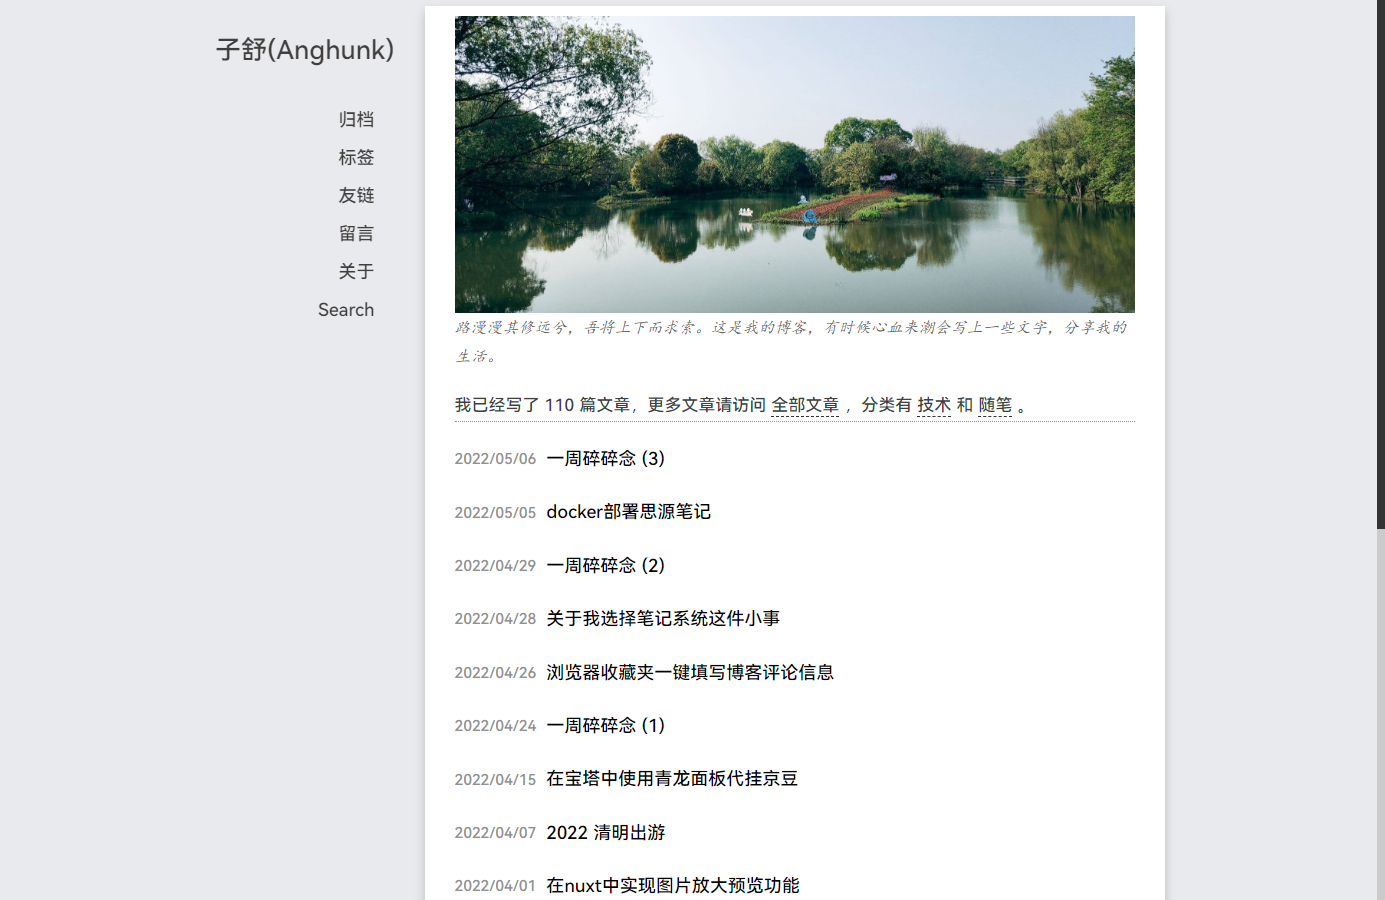 子舒(Anghunk)
归档
标签
友链
留言
关于
Search
路漫漫其修远兮，吾将上下而求索。这是我的博客，有时候心血来潮会写上一些文字，分享我的
生活。
我已经写了 110 篇文章，更多文章请访问 全部文章 ，分类有 技术 和 随笔 。
2022/05/06 一周碎碎念 (3)
2022/05/05 docker部署思源笔记
2022/04/29 一周碎碎念 (2)
2022/04/28 关于我选择笔记系统这件小事
2022/04/26 浏览器收藏夹一键填写博客评论信息
2022/04/24 一周碎碎念 (1)
2022/04/15 在宝塔中使用青龙面板代挂京豆
2022/04/07 2022 清明出游
2022/04/01 在nuxt中实现图片放大预览功能